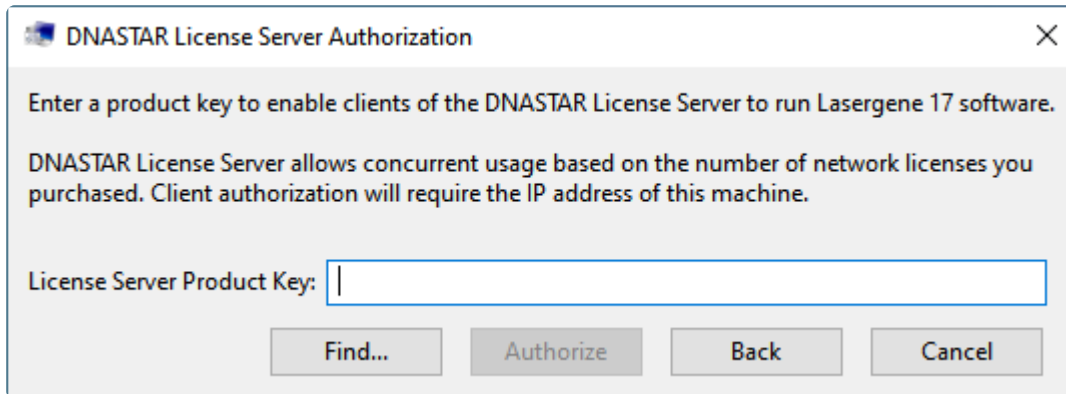 DNASTAR License Server Authorization
Enter a product key to enable clients of the DNASTAR License Server to run Lasergene 17 software.
DNASTAR License Server allows concurrent usage based on the number of network licenses you
purchased. Client authorization will require the IP address of this machine.
License Server Product Key:
Find... Authorize Back Cancel